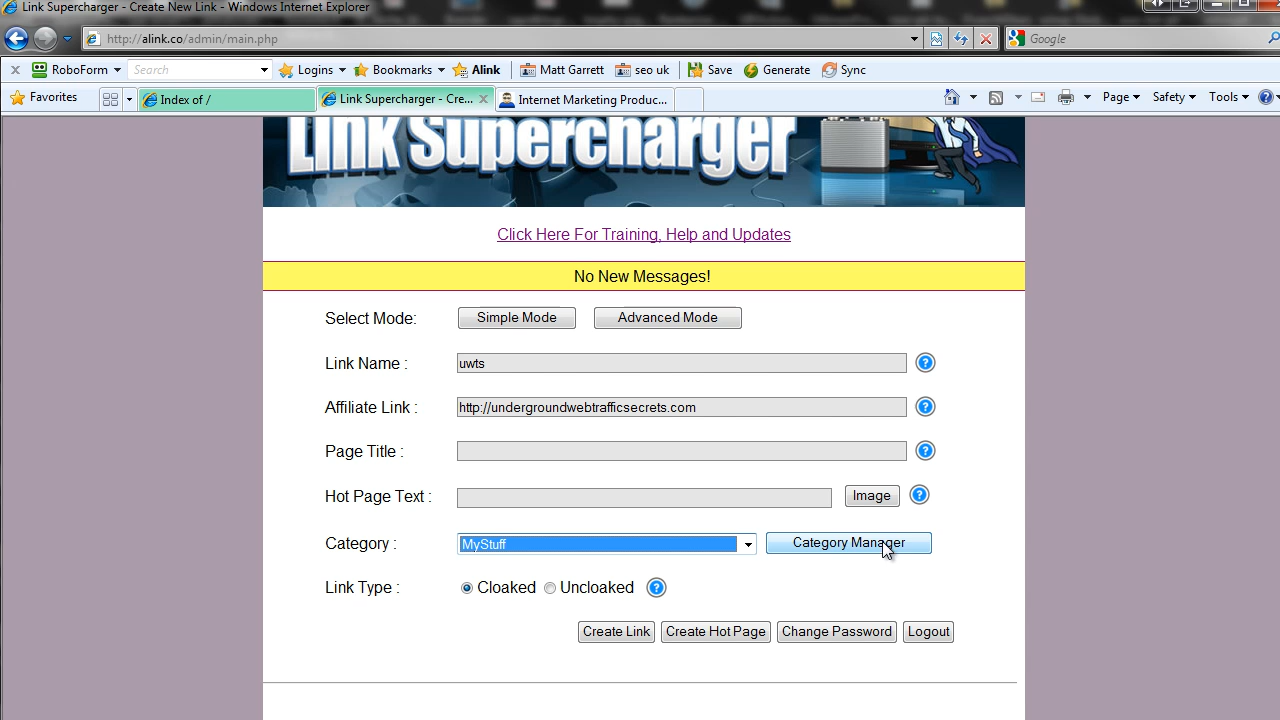 Link Supercharger - Create New Link - Windows Internet Explorer
http://alink.co/admin/main.php
Google
x RoboForm Search Logins Bookmarks Alink Matt Garrett seo uk Save Generate Sync
Favorites Index of / Link Supercharger - Cre... x Internet Marketing Produc... Page Safety Tools
Link Supercharger
Click Here For Training, Help and Updates
No New Messages!
Select Mode: Simple Mode Advanced Mode
Link Name : uwts ?
Affiliate Link : http://undergroundwebtrafficsecrets.com ?
Page Title : ?
Hot Page Text : Image ?
Category : MyStuff Category Manager
Link Type : Cloaked Uncloaked ?
Create Link Create Hot Page Change Password Logout